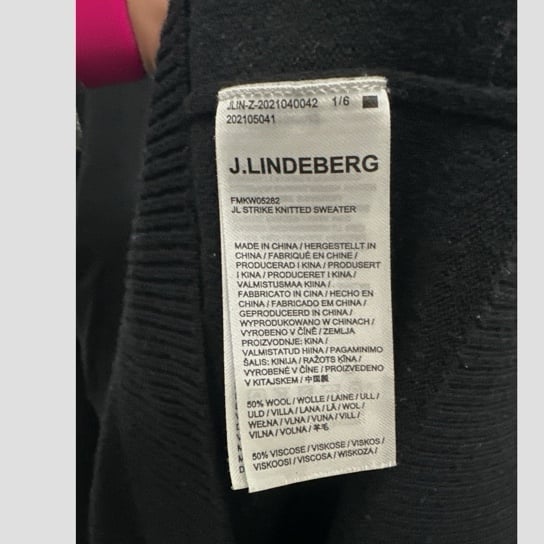 JLIN-Z-2021040042 1/6
202105041
J.LINDEBERG
FMKW05282
JL STRIKE KNITTED SWEATER
MADE IN CHINA / HERGESTELLT IN
CHINA / FABRIQUÉ EN CHINE /
PRODUCERAD I KINA / PRODUSERT
I KINA / PRODUCERET I KINA /
VALMISTUSMAA KIINA /
FABBRICATO IN CINA / HECHO EN
CHINA / FABRICADO EM CHINA /
GEPRODUCEERD IN CHINA /
WYPRODUKOWANO W CHINACH /
VYROBENO V ČÍNĚ / ZEMLJA
PROIZVODNJE: KINA /
VALMISTATUD HIINA / PAGAMINIMO
ŠALIS: KINIJA / RAŽOTS ĶĪNA /
VYROBENÉ V ČÍNE / PROIZVEDENO
V KITAJSKEM / 中国製
50% WOOL / WOLLE / LAINE / ULL /
ULD / VILLA / LANA / LÃ / WOL /
WEŁNA / VLNA / VUNA / VILL /
VILNA / VOLNA / 羊毛
50% VISCOSE / VISKOSE / VISKOS /
VISKOOSI / VISCOSA / WISKOZA /